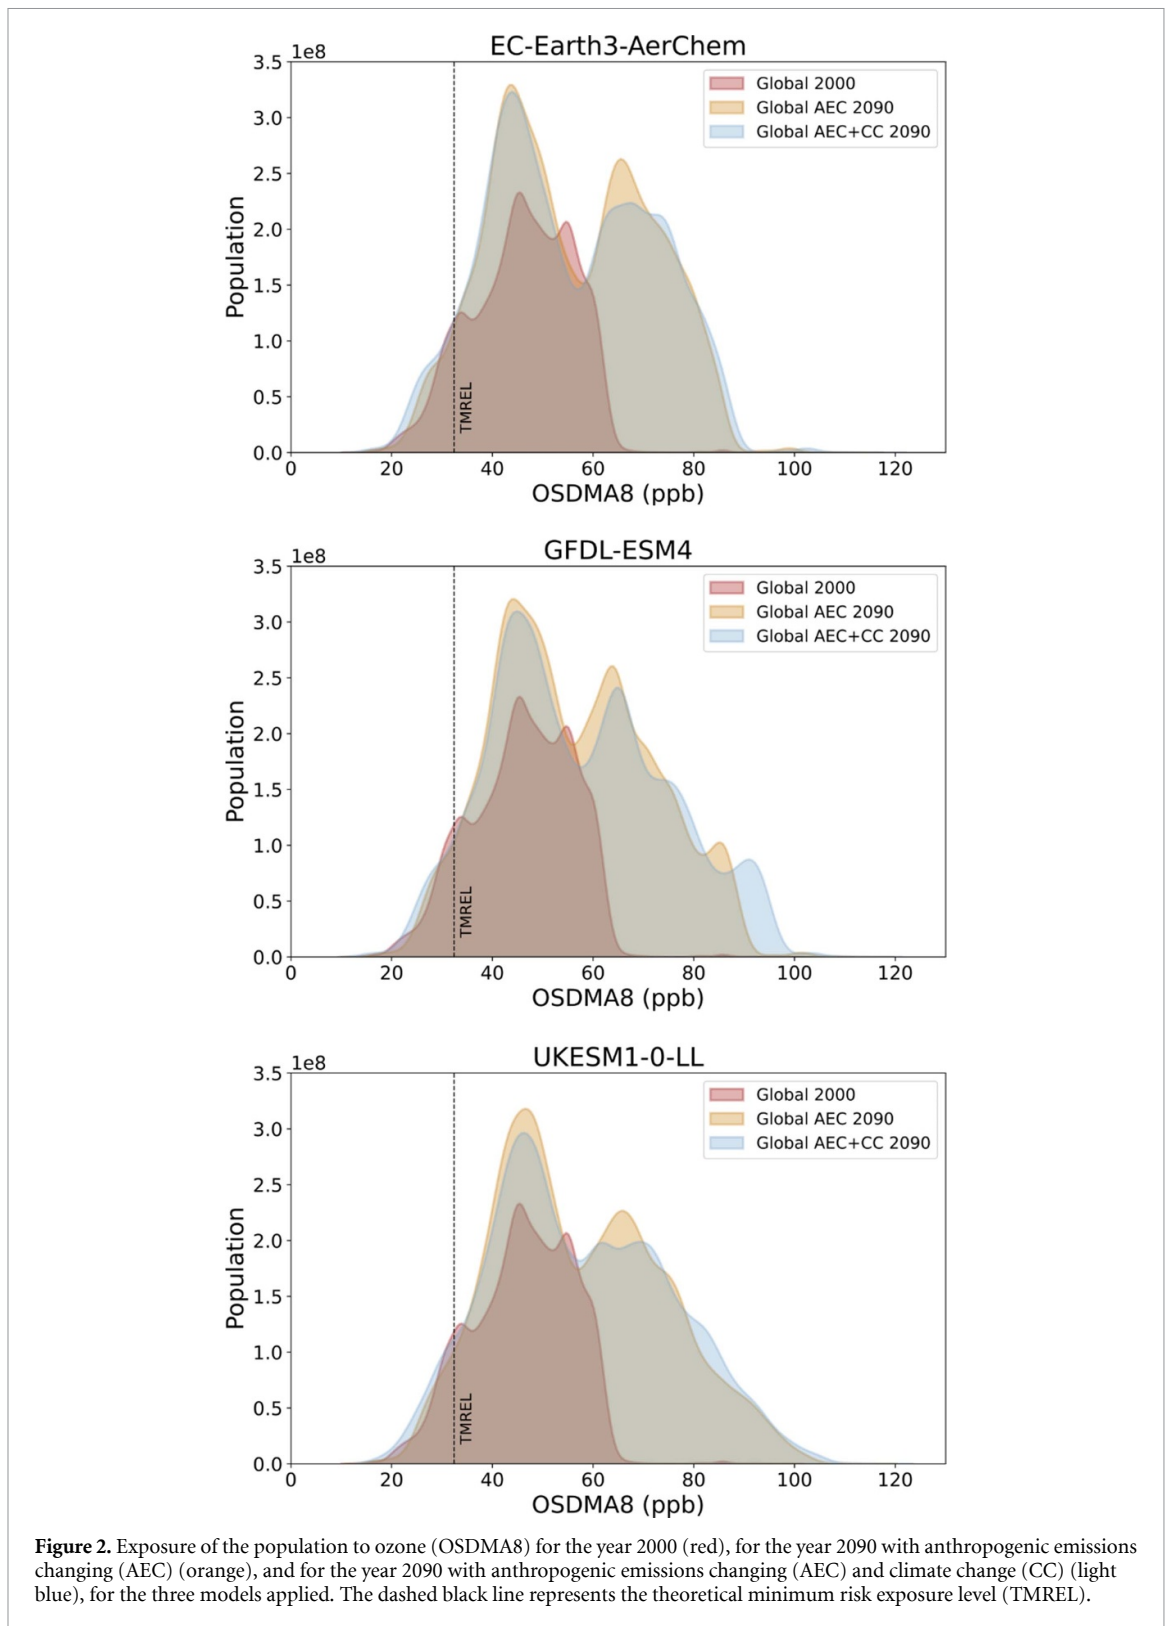 EC-Earth3-AerChem
1e8
3.5
3.0
2.5
2.0
1.5
1.0
0.5
0.0
Population
Global 2000
Global AEC 2090
Global AEC+CC 2090
TMREL
0 20 40 60 80 100 120
OSDMA8 (ppb)
GFDL-ESM4
1e8
3.5
3.0
2.5
2.0
1.5
1.0
0.5
0.0
Population
Global 2000
Global AEC 2090
Global AEC+CC 2090
TMREL
0 20 40 60 80 100 120
OSDMA8 (ppb)
UKESM1-0-LL
1e8
3.5
3.0
2.5
2.0
1.5
1.0
0.5
0.0
Population
Global 2000
Global AEC 2090
Global AEC+CC 2090
TMREL
0 20 40 60 80 100 120
OSDMA8 (ppb)
Figure 2. Exposure of the population to ozone (OSDMA8) for the year 2000 (red), for the year 2090 with anthropogenic emissions
changing (AEC) (orange), and for the year 2090 with anthropogenic emissions changing (AEC) and climate change (CC) (light
blue), for the three models applied. The dashed black line represents the theoretical minimum risk exposure level (TMREL).